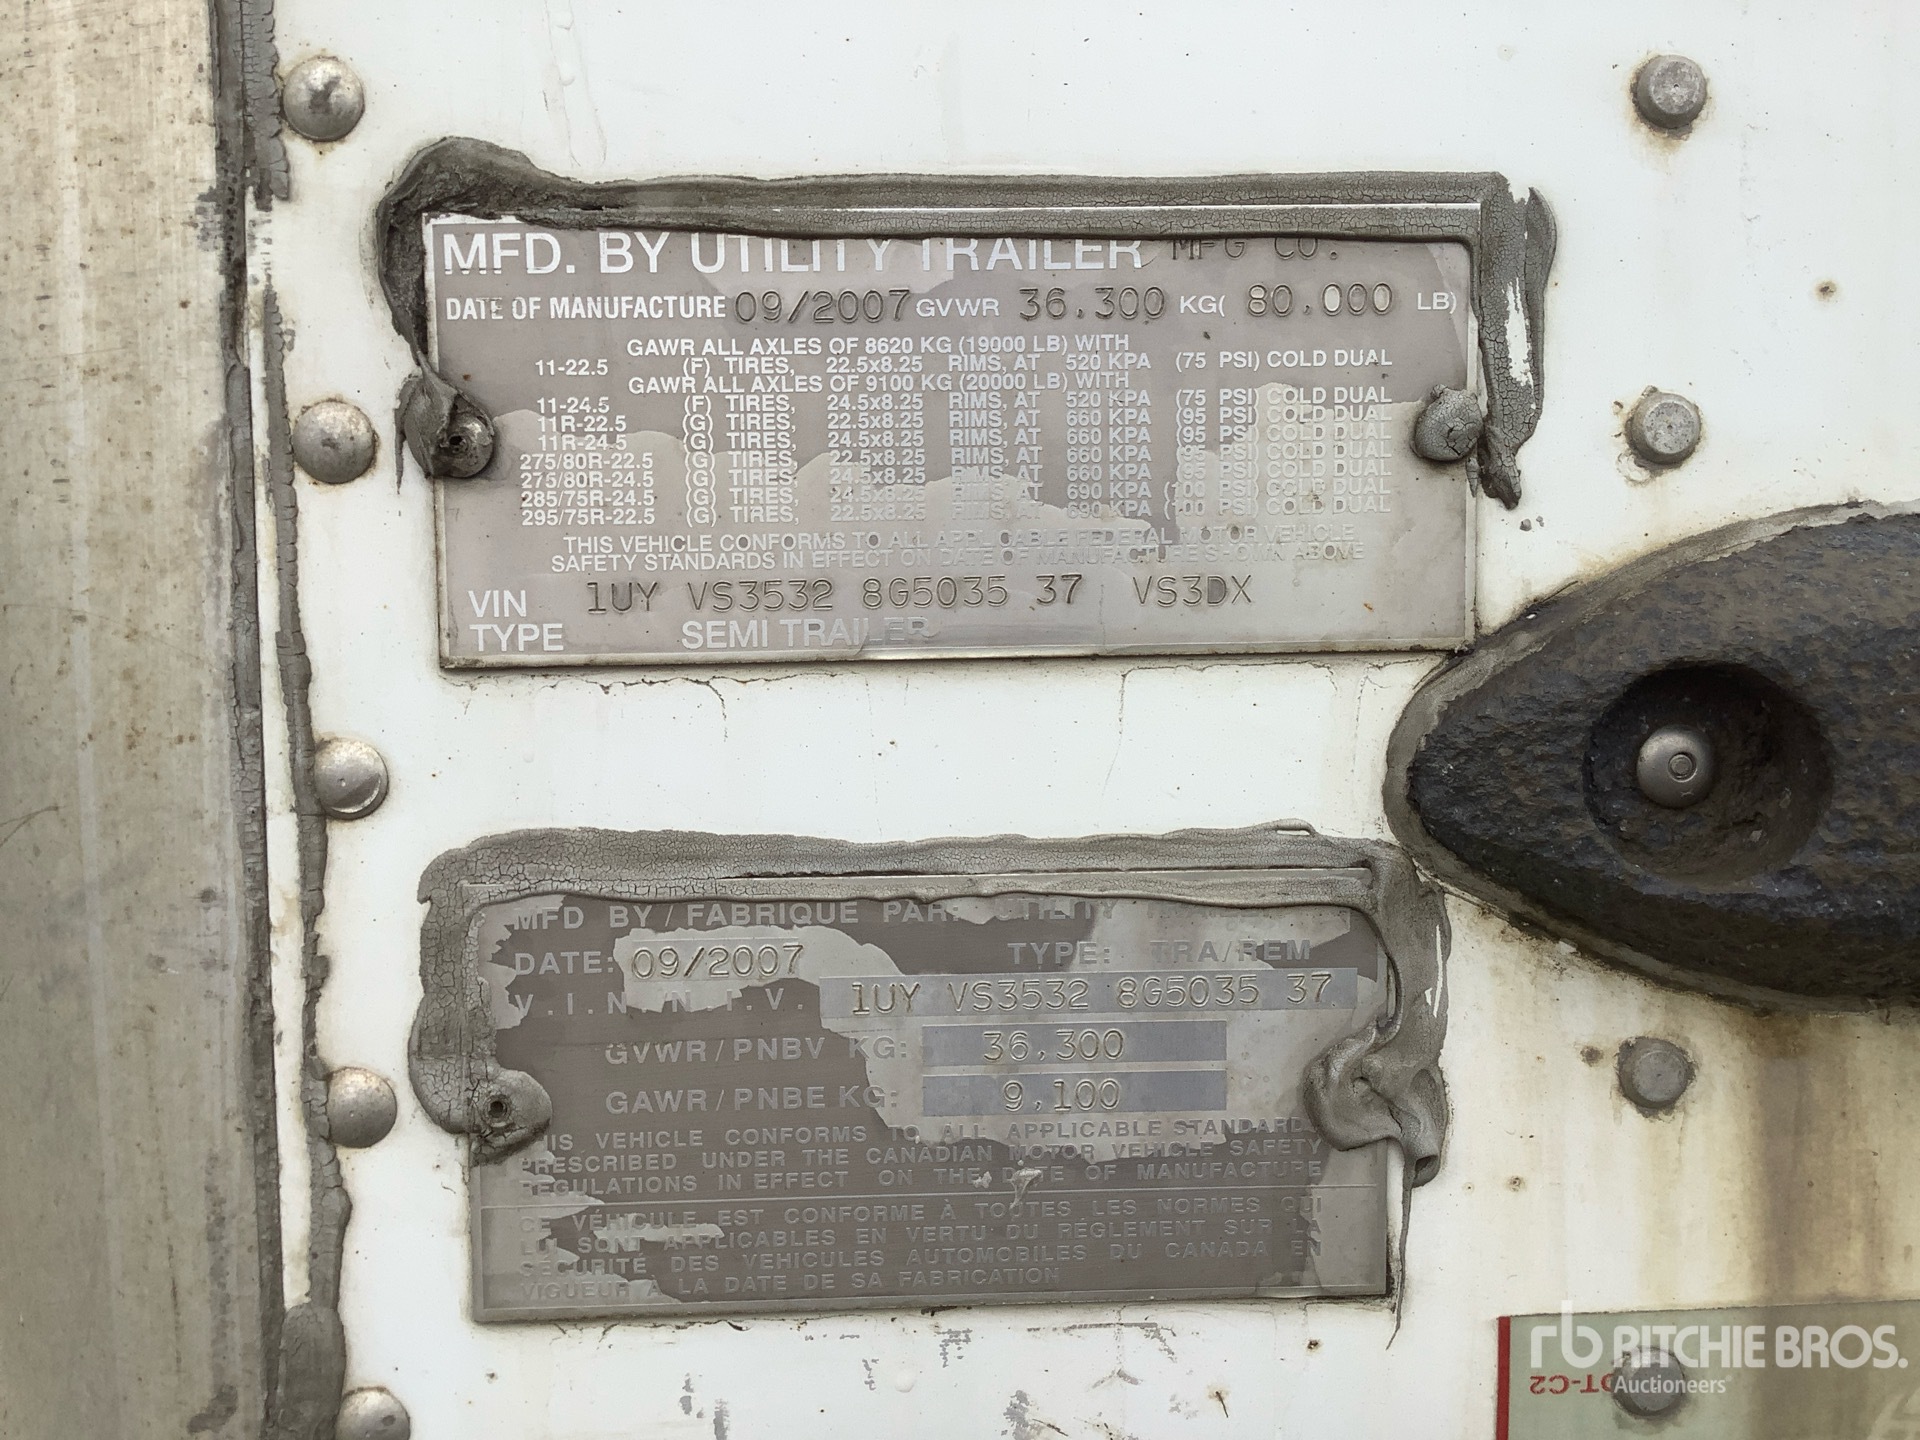 MFD. BY UTILITY TRAILER MFG CO.
DATE OF MANUFACTURE 09/2007 GVWR 36,300 KG( 80,000 LB)
GAWR ALL AXLES OF 8620 KG (19000 LB) WITH
11-22.5 (F) TIRES, 22.5x8.25 RIMS, AT 520 KPA (75 PSI) COLD DUAL
GAWR ALL AXLES OF 9100 KG (20000 LB) WITH
11-24.5 (F) TIRES, 24.5x8.25 RIMS, AT 520 KPA (75 PSI) COLD DUAL
11R-22.5 (G) TIRES, 22.5x8.25 RIMS, AT 660 KPA (95 PSI) COLD DUAL
11R-24.5 (G) TIRES, 24.5x8.25 RIMS, AT 660 KPA (95 PSI) COLD DUAL
275/80R-22.5 (G) TIRES, 22.5x8.25 RIMS, AT 660 KPA (95 PSI) COLD DUAL
275/80R-24.5 (G) TIRES, 24.5x8.25 RIMS, AT 660 KPA (95 PSI) COLD DUAL
285/75R-24.5 (G) TIRES, 24.5x8.25 RIMS, AT 690 KPA (100 PSI) COLD DUAL
295/75R-22.5 (G) TIRES, 22.5x8.25 RIMS, AT 690 KPA (100 PSI) COLD DUAL
THIS VEHICLE CONFORMS TO ALL APPLICABLE FEDERAL MOTOR VEHICLE
SAFETY STANDARDS IN EFFECT ON DATE OF MANUFACTURE SHOWN ABOVE
VIN 1UY VS3532 8G5035 37 VS3DX
TYPE SEMI TRAILER
MFD BY / FABRIQUE PAR: UTILITY
DATE: 09/2007 TYPE: TRA/REM
V.I.N./N.I.V. 1UY VS3532 8G5035 37
GVWR/PNBV KG: 36,300
GAWR/PNBE KG: 9,100
THIS VEHICLE CONFORMS TO ALL APPLICABLE STANDARDS
PRESCRIBED UNDER THE CANADIAN MOTOR VEHICLE SAFETY
REGULATIONS IN EFFECT ON THE DATE OF MANUFACTURE
CE VÉHICULE EST CONFORME À TOUTES LES NORMES QUI
LUI SONT APPLICABLES EN VERTU DU RÉGLEMENT SUR LA
SÉCURITÉ DES VEHICULES AUTOMOBILES DU CANADA EN
VIGUEUR A LA DATE DE SA FABRICATION
rb RITCHIE BROS.
Auctioneers
DOT-C2